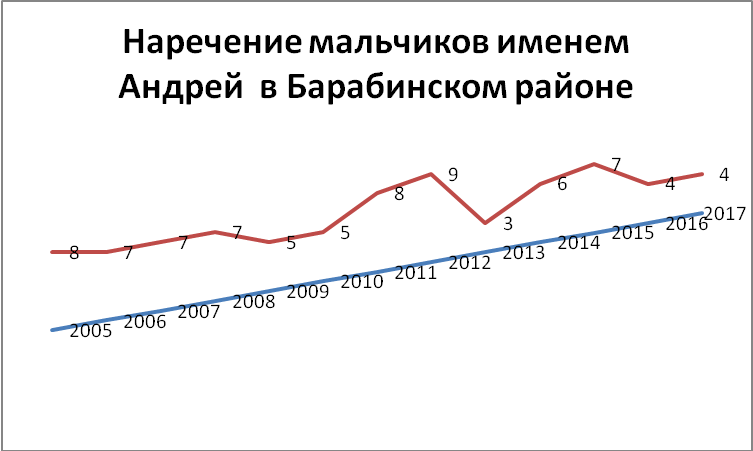 Наречение мальчиков именем
Андрей в Барабинском районе
8 7 7 7 5 5 8 9 3 6 7 4 4
2005 2006 2007 2008 2009 2010 2011 2012 2013 2014 2015 2016 2017